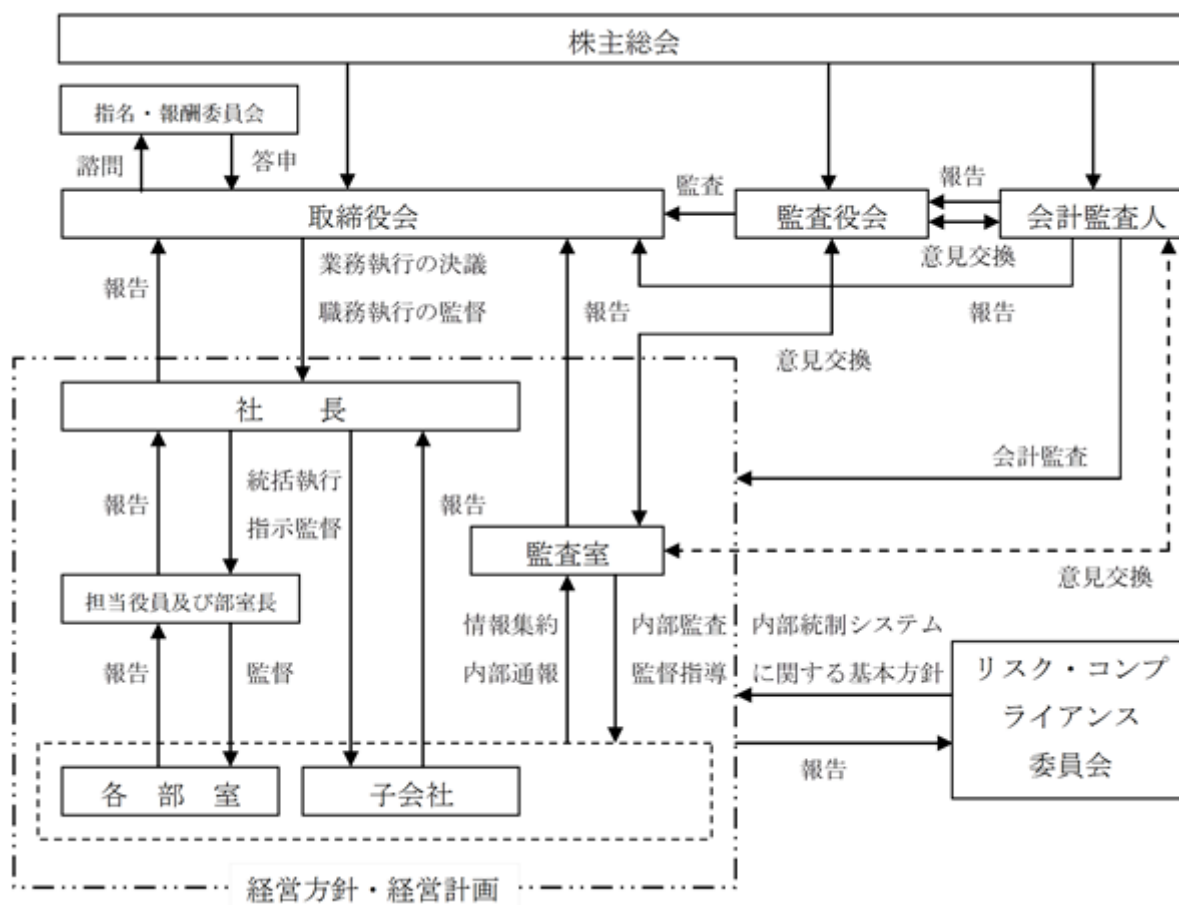 株主総会
指名・報酬委員会
諮問
答申
取締役会
監査
監査役会
報告
意見交換
会計監査人
報告
業務執行の決議
職務執行の監督
報告
意見交換
報告
社　　長
会計監査
報告
統括執行
指示監督
報告
監査室
意見交換
担当役員及び部室長
報告
監督
情報集約
内部通報
内部監査
監督指導
内部統制システム
に関する基本方針
リスク・コンプ
ライアンス
委員会
報告
各　部　室
子会社
経営方針・経営計画